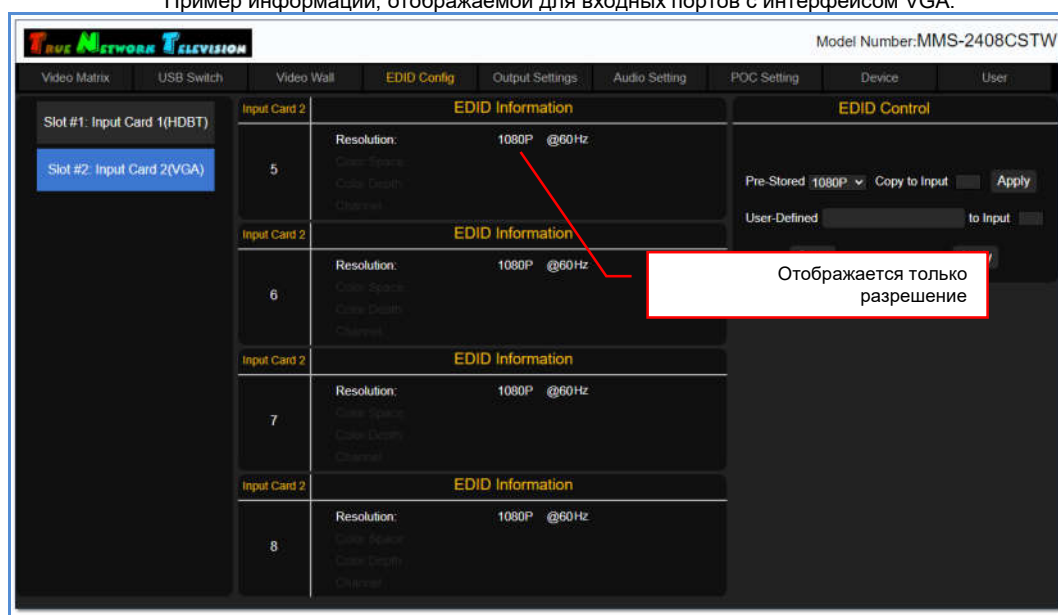 Пример информации, отображаемой для входных портов с интерфейсом VGA.
TRUE NETWORK TELEVISION
Model Number:MMS-2408CSTW
Video Matrix USB Switch Video Wall EDID Config Output Settings Audio Setting POC Setting Device User
Slot #1: Input Card 1(HDBT)
Slot #2: Input Card 2(VGA)
Input Card 2 EDID Information
5
Resolution: 1080P @60Hz
Color Space
Color Depth
Channel
Input Card 2 EDID Information
6
Resolution: 1080P @60Hz
Color Space
Color Depth
Channel
Input Card 2 EDID Information
7
Resolution: 1080P @60Hz
Color Space
Color Depth
Channel
Input Card 2 EDID Information
8
Resolution: 1080P @60Hz
Color Space
Color Depth
Channel
EDID Control
Pre-Stored 1080P Copy to Input Apply
User-Defined to Input
Отображается только
разрешение